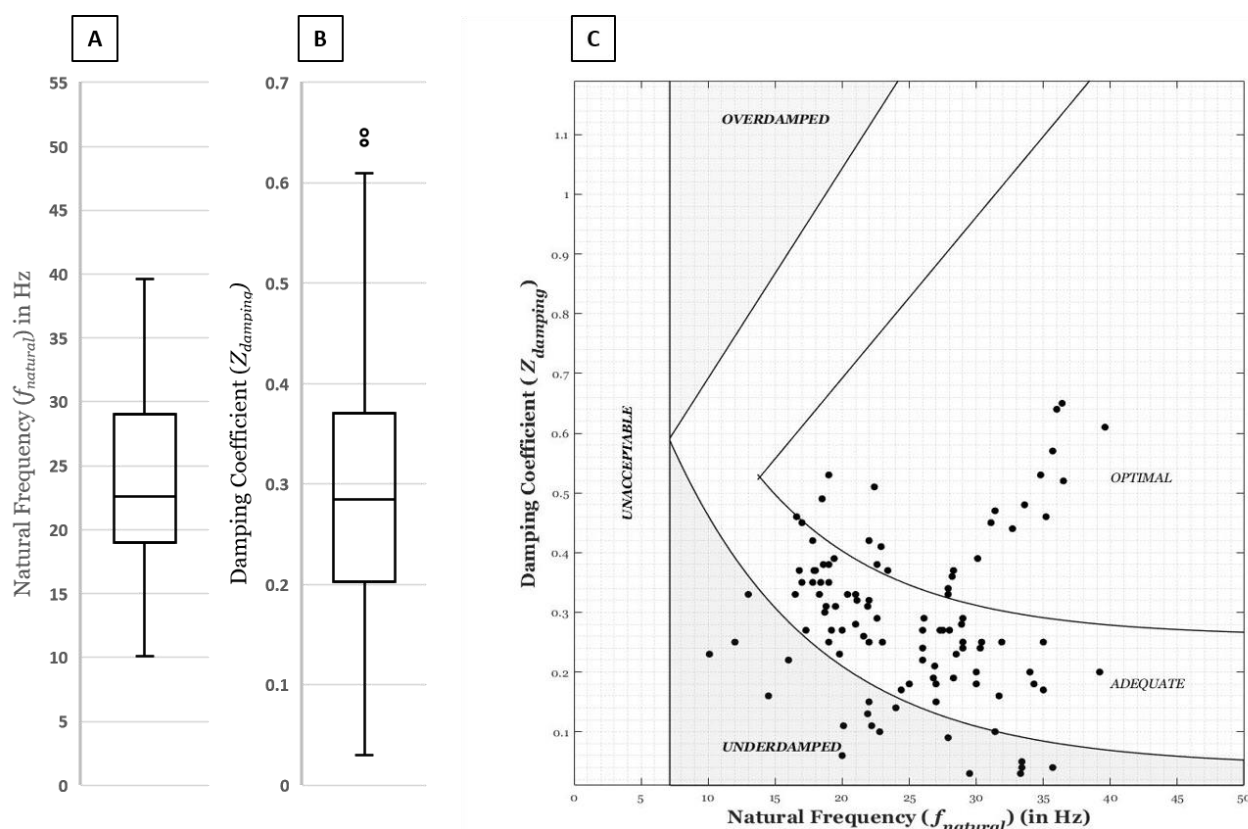 A
B
C
Natural Frequency (f_natural) in Hz
55
50
45
40
35
30
25
20
15
10
5
0
Damping Coefficient (Z_damping)
0.7
0.6
0.5
0.4
0.3
0.2
0.1
0
Damping Coefficient (Z_damping)
1.1
1
0.9
0.8
0.7
0.6
0.5
0.4
0.3
0.2
0.1
OVERDAMPED
UNACCEPTABLE
OPTIMAL
ADEQUATE
UNDERDAMPED
0 5 10 15 20 25 30 35 40 45 50
Natural Frequency (f_natural) (in Hz)